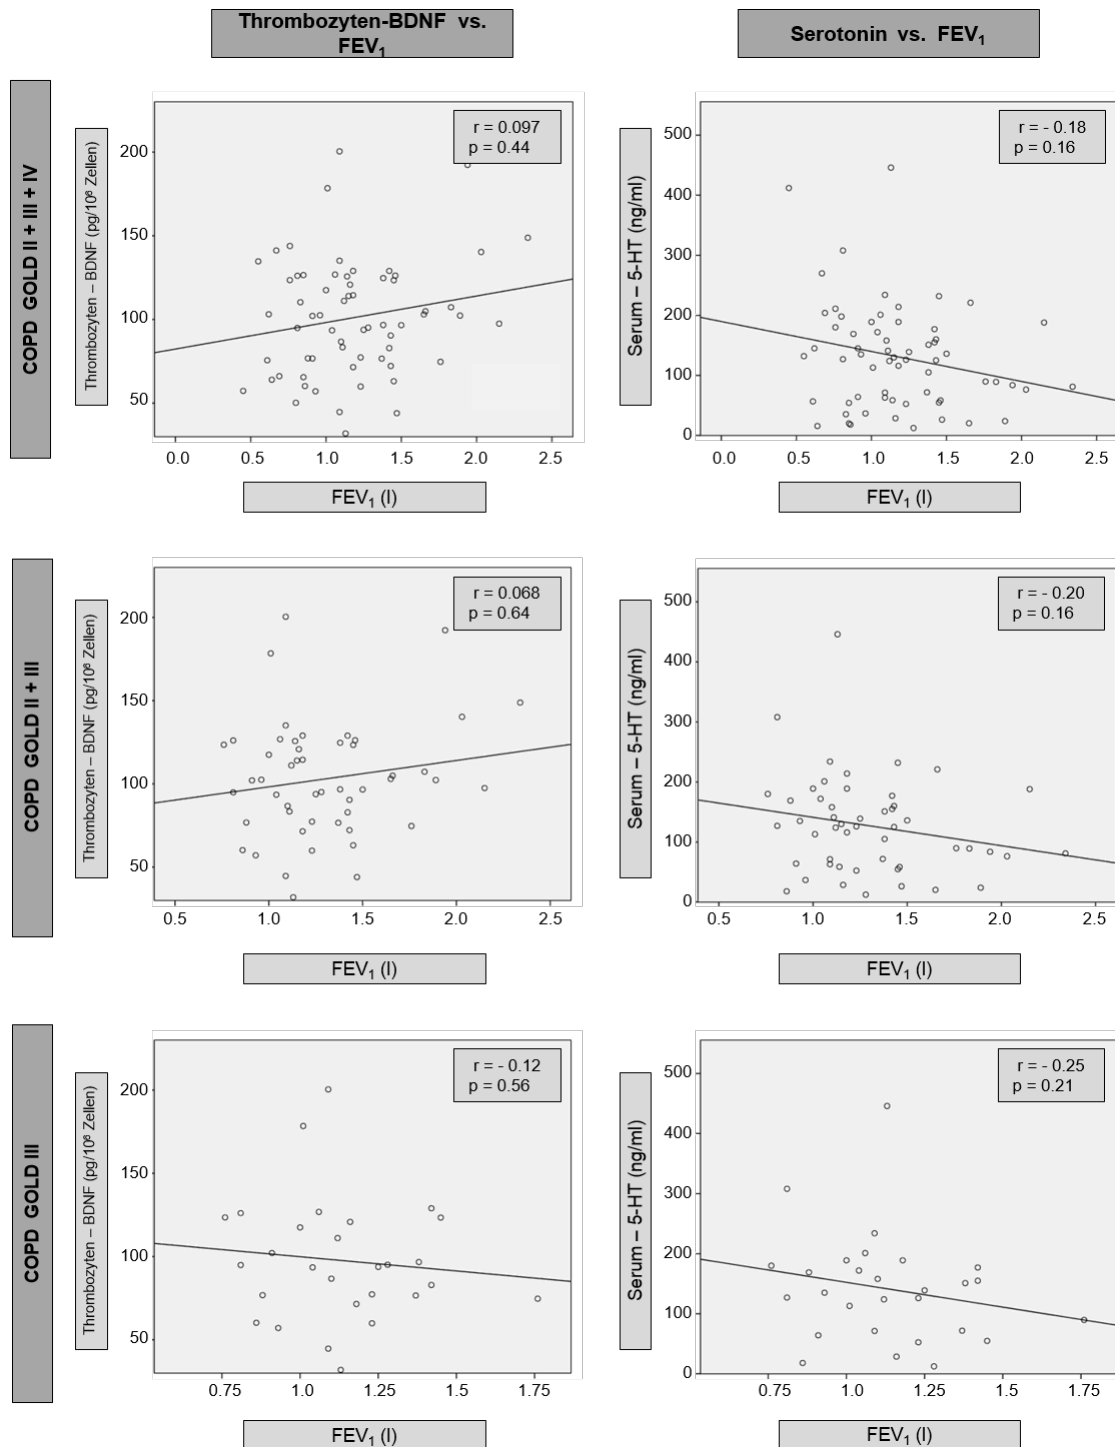 Thrombozyten-BDNF vs.
FEV₁
Serotonin vs. FEV₁
COPD GOLD II + III + IV
Thrombozyten – BDNF (pg/10⁶ Zellen)
200
150
100
50
r = 0.097
p = 0.44
0.0 0.5 1.0 1.5 2.0 2.5
FEV₁ (l)
Serum – 5-HT (ng/ml)
500
400
300
200
100
0
r = - 0.18
p = 0.16
0.0 0.5 1.0 1.5 2.0 2.5
FEV₁ (l)
COPD GOLD II + III
Thrombozyten – BDNF (pg/10⁶ Zellen)
200
150
100
50
r = 0.068
p = 0.64
0.5 1.0 1.5 2.0 2.5
FEV₁ (l)
Serum – 5-HT (ng/ml)
500
400
300
200
100
0
r = - 0.20
p = 0.16
0.5 1.0 1.5 2.0 2.5
FEV₁ (l)
COPD GOLD III
Thrombozyten – BDNF (pg/10⁶ Zellen)
200
150
100
50
r = - 0.12
p = 0.56
0.75 1.0 1.25 1.5 1.75
FEV₁ (l)
Serum – 5-HT (ng/ml)
500
400
300
200
100
0
r = - 0.25
p = 0.21
0.75 1.0 1.25 1.5 1.75
FEV₁ (l)